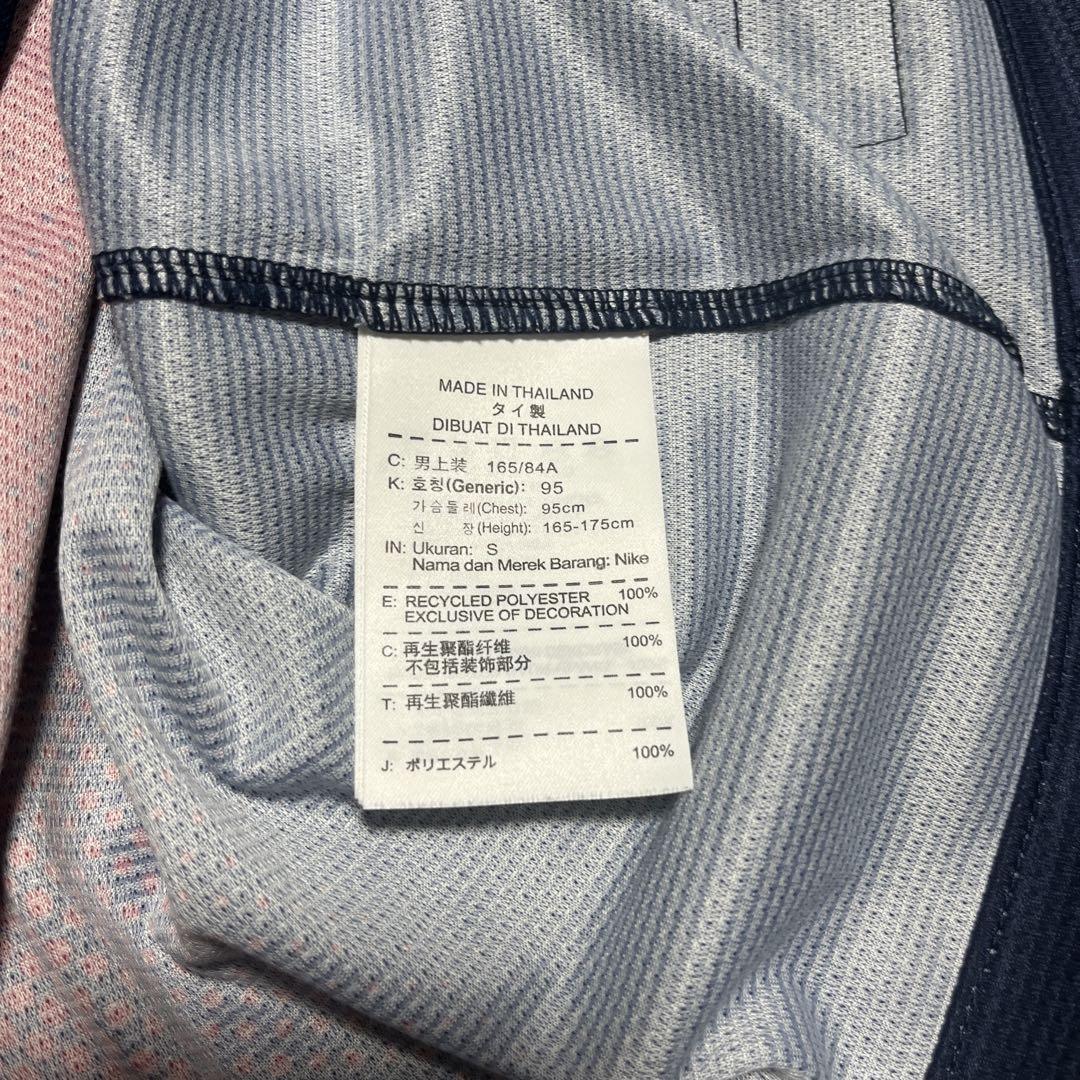 MADE IN THAILAND
タイ製
DIBUAT DI THAILAND
C: 男上装 165/84A
K: 호칭(Generic): 95
가슴둘레(Chest): 95cm
신 장(Height): 165-175cm
IN: Ukuran: S
Nama dan Merek Barang: Nike
E: RECYCLED POLYESTER 100%
EXCLUSIVE OF DECORATION
C: 再生聚酯纤维 100%
不包括装饰部分
T: 再生聚酯纖維 100%
J: ポリエステル 100%